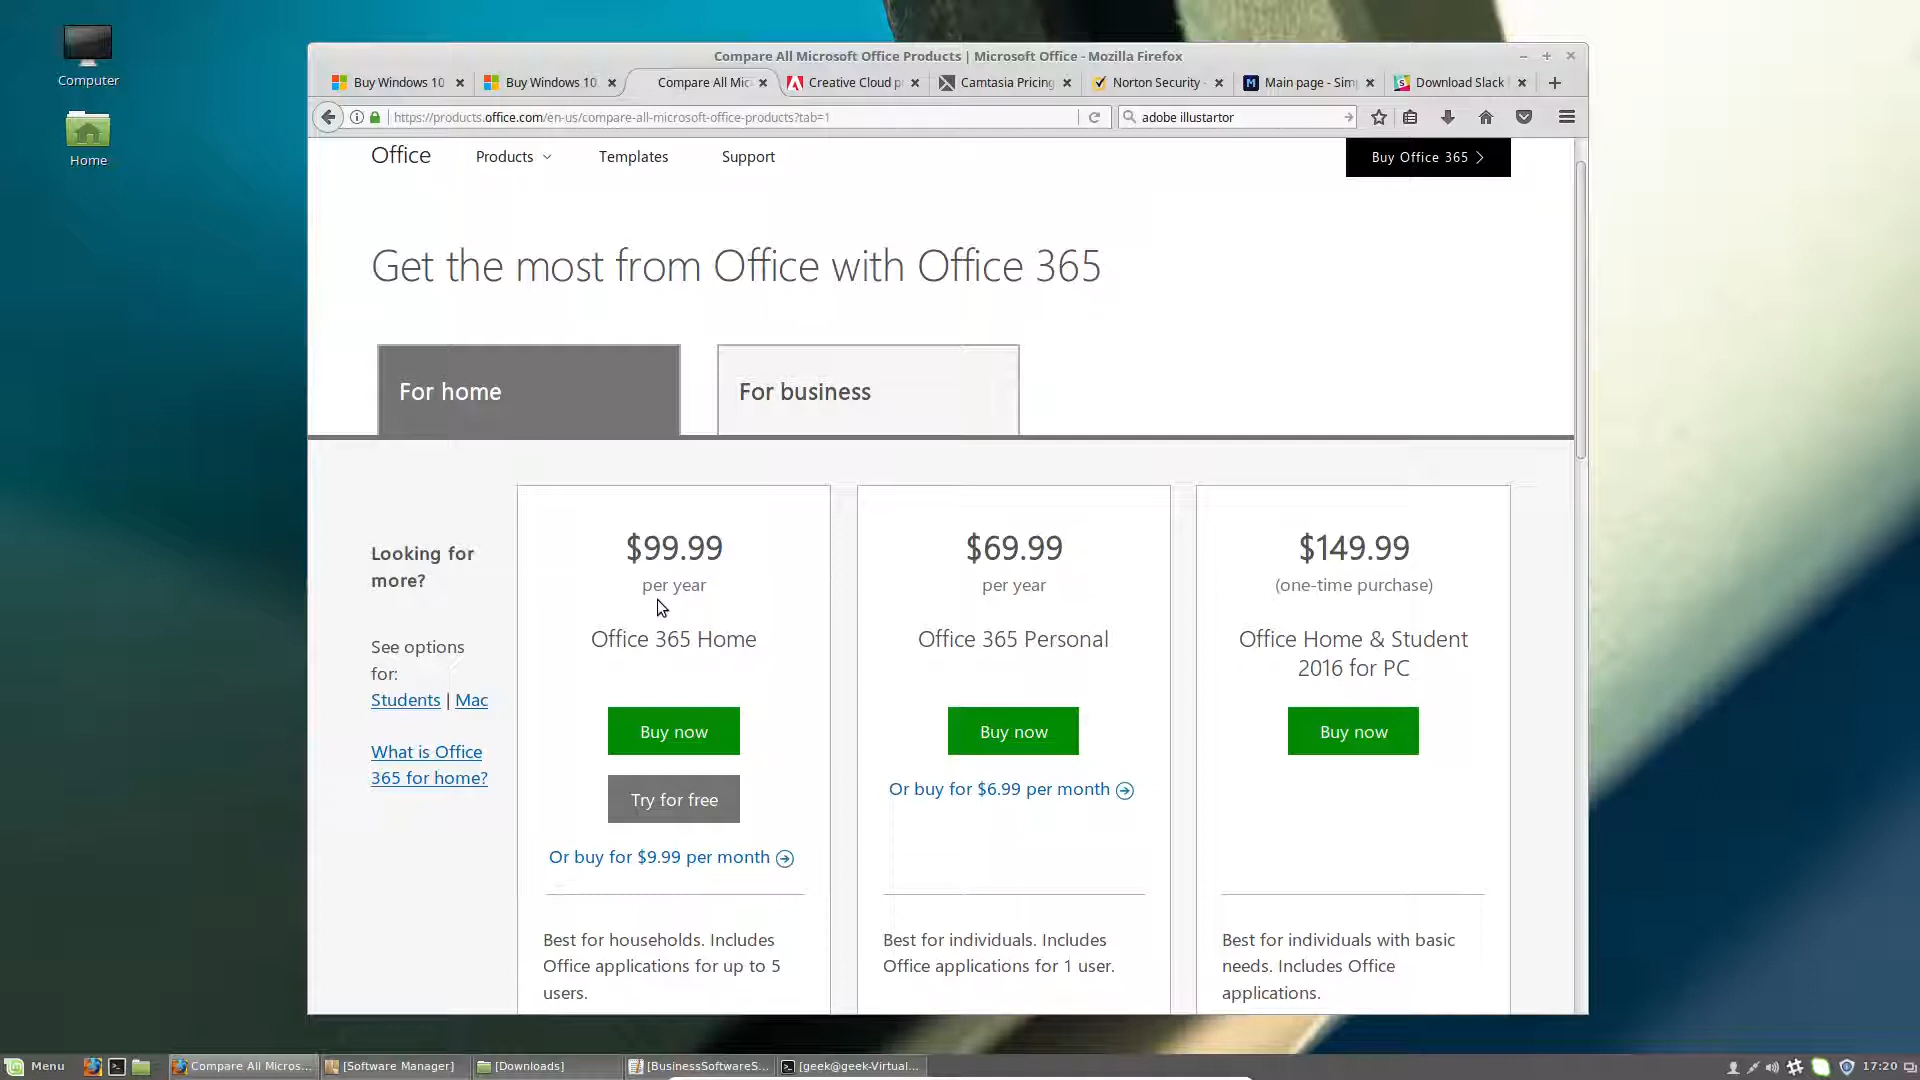 Computer
Home
Compare All Microsoft Office Products | Microsoft Office - Mozilla Firefox
Buy Windows 10
Buy Windows 10
Compare All Mic
Creative Cloud p
Camtasia Pricing
Norton Security -
Main page - Sim
Download Slack
https://products.office.com/en-us/compare-all-microsoft-office-products?tab=1
adobe illustartor
Office
Products
Templates
Support
Buy Office 365
Get the most from Office with Office 365
For home
For business
Looking for
more?
See options
for:
Students | Mac
What is Office
365 for home?
$99.99
per year
Office 365 Home
Buy now
Try for free
Or buy for $9.99 per month
Best for households. Includes
Office applications for up to 5
users.
$69.99
per year
Office 365 Personal
Buy now
Or buy for $6.99 per month
Best for individuals. Includes
Office applications for 1 user.
$149.99
(one-time purchase)
Office Home & Student
2016 for PC
Buy now
Best for individuals with basic
needs. Includes Office
applications.
Menu
Compare All Micros...
[Software Manager]
[Downloads]
[BusinessSoftwareS...
[geek@geek-Virtual...
17:20